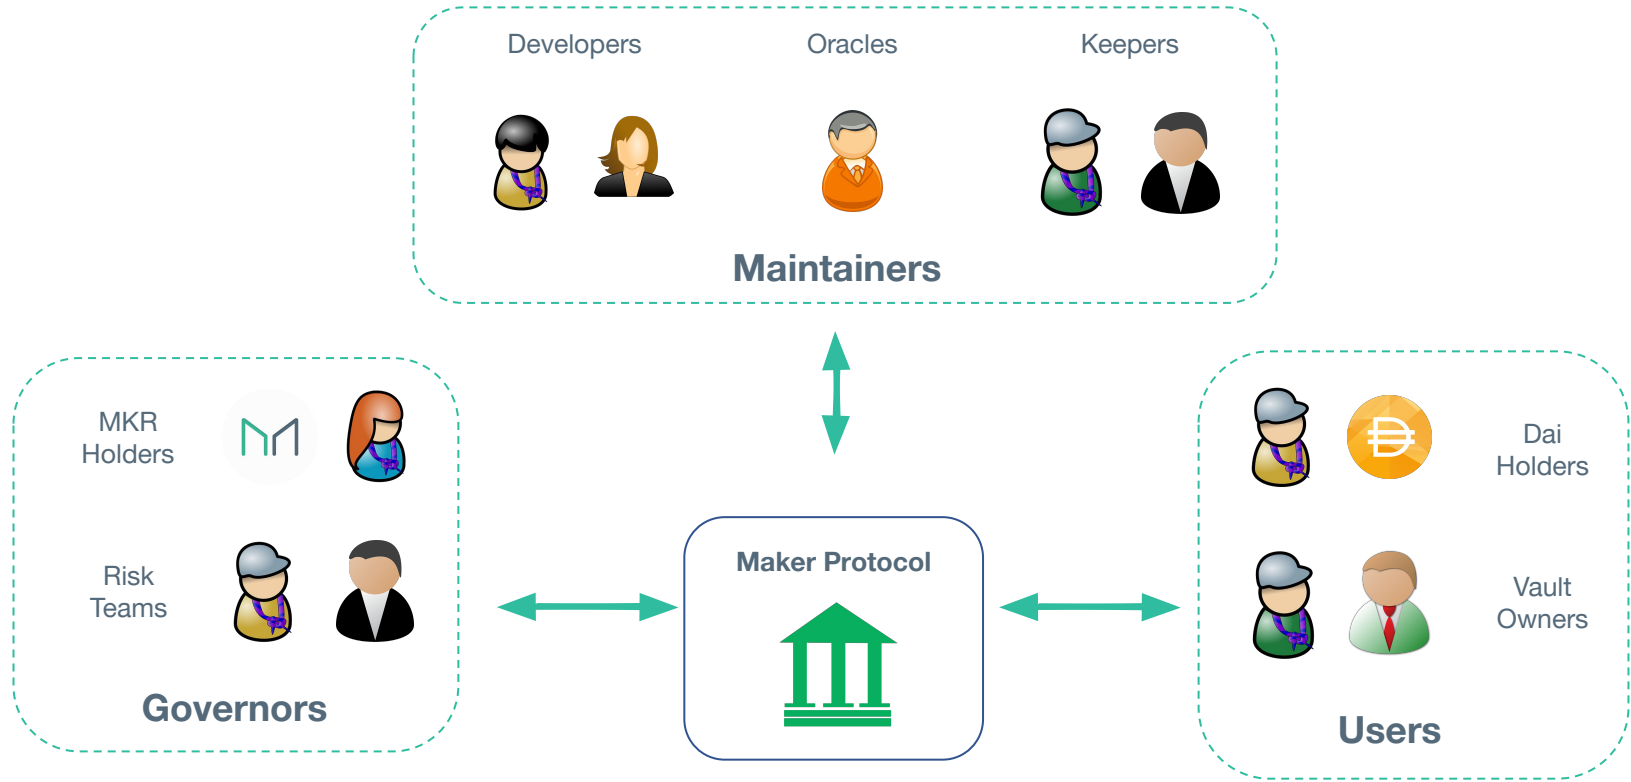 Developers
Oracles
Keepers
Maintainers
MKR
Holders
Risk
Teams
Governors
Maker Protocol
Dai
Holders
Vault
Owners
Users